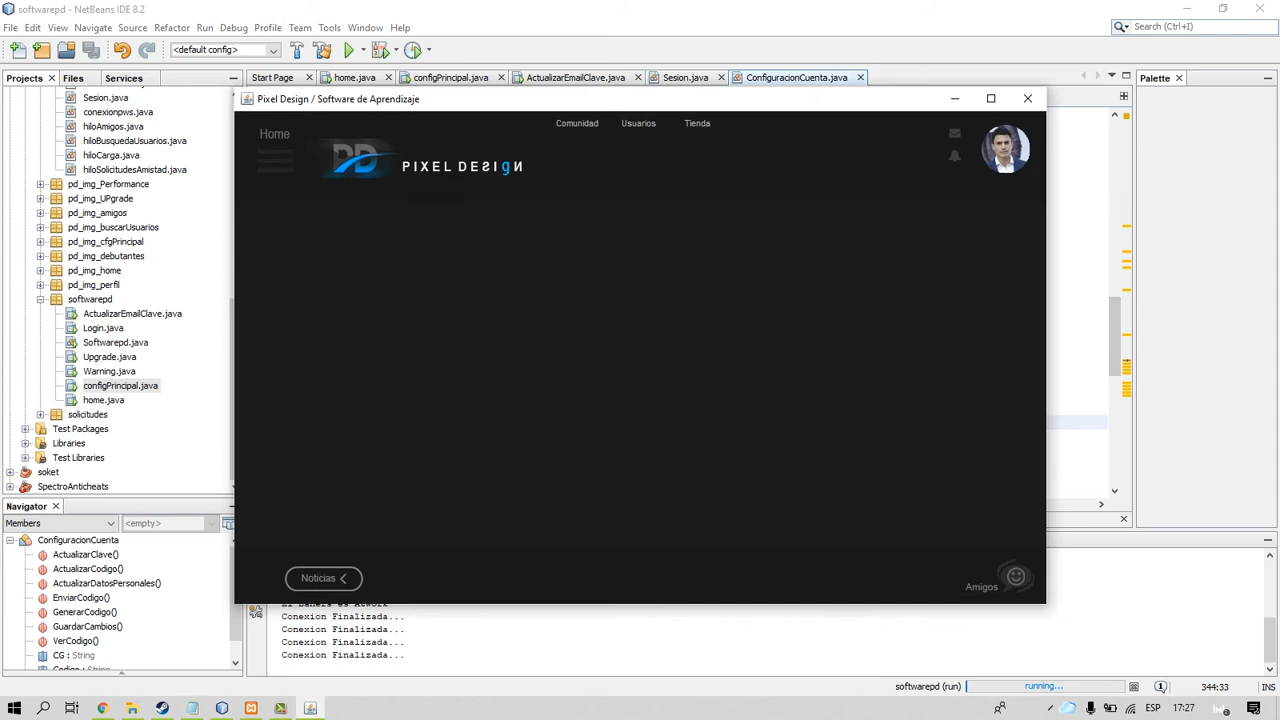 softwarepd - NetBeans IDE 8.2
File Edit View Navigate Source Refactor Run Debug Profile Team Tools Window Help
Search (Ctrl+I)
<default config>
Projects Files Services
Start Page home.java configPrincipal.java ActualizarEmailClave.java Sesion.java ConfiguracionCuenta.java
Palette
Sesion.java
conexionpws.java
hiloAmigos.java
hiloBusquedaUsuarios.java
hiloCarga.java
hiloSolicitudesAmistad.java
pd_img_Performance
pd_img_UPgrade
pd_img_amigos
pd_img_buscarUsuarios
pd_img_cfgPrincipal
pd_img_debutantes
pd_img_home
pd_img_perfil
softwarepd
ActualizarEmailClave.java
Login.java
Softwarepd.java
Upgrade.java
Warning.java
configPrincipal.java
home.java
solicitudes
Test Packages
Libraries
Test Libraries
soket
SpectroAnticheats
Navigator
Members <empty>
ConfiguracionCuenta
ActualizarClave()
ActualizarCodigo()
ActualizarDatosPersonales()
EnviarCodigo()
GenerarCodigo()
GuardarCambios()
VerCodigo()
CG : String
Pixel Design / Software de Aprendizaje
Home
Comunidad Usuarios Tienda
PD PIXEL DESIGN
Noticias
Amigos
Conexion Finalizada...
Conexion Finalizada...
Conexion Finalizada...
Conexion Finalizada...
softwarepd (run) running... 1 344:33 INS
ESP 17:27